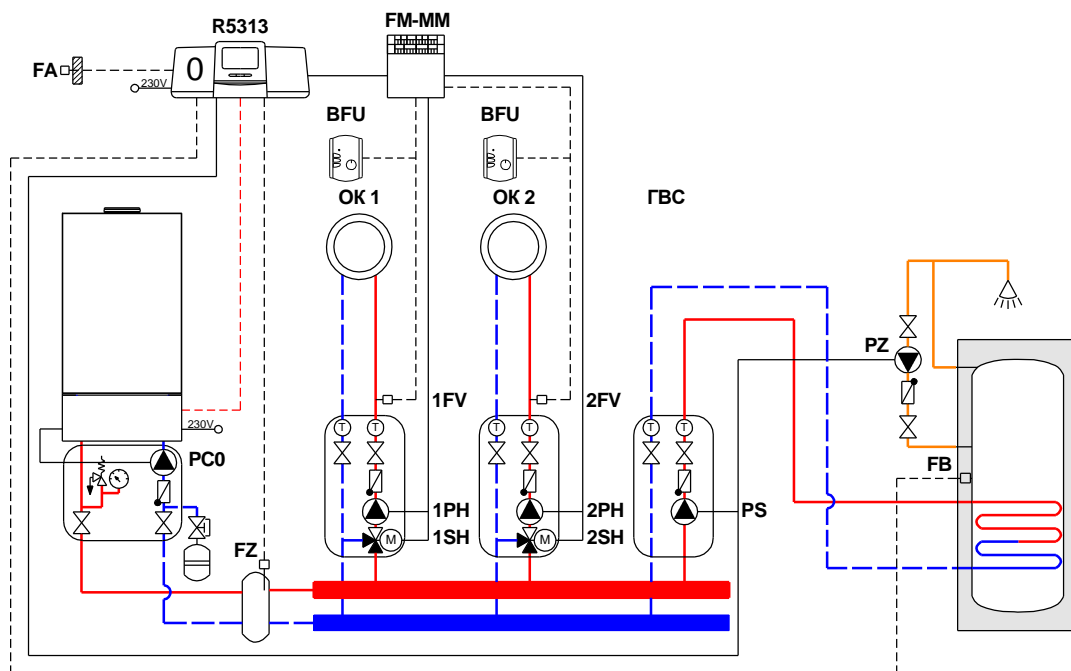 R5313
FM-MM
FA
0
230V
BFU
BFU
ОК 1
ОК 2
ГВС
PZ
1FV
2FV
T
T
T
T
T
T
230V
PC0
FB
1PH
2PH
PS
1SH
2SH
M
M
FZ